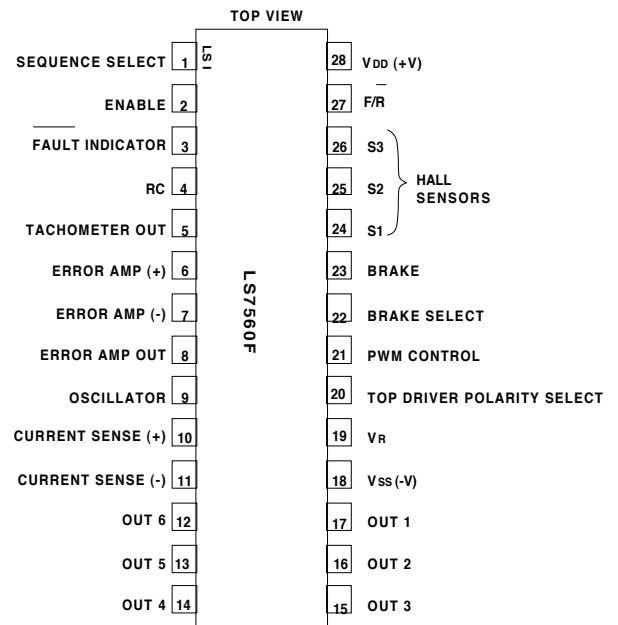 TOP VIEW
SEQUENCE SELECT 1 LSI 28 VDD (+V)
ENABLE 2 27 F/R̅
F̅A̅U̅L̅T̅ INDICATOR 3 26 S3
RC 4 25 S2
HALL SENSORS
TACHOMETER OUT 5 24 S1
ERROR AMP (+) 6 23 BRAKE
LS7560F
ERROR AMP (-) 7 22 BRAKE SELECT
ERROR AMP OUT 8 21 PWM CONTROL
OSCILLATOR 9 20 TOP DRIVER POLARITY SELECT
CURRENT SENSE (+) 10 19 VR
CURRENT SENSE (-) 11 18 VSS (-V)
OUT 6 12 17 OUT 1
OUT 5 13 16 OUT 2
OUT 4 14 15 OUT 3